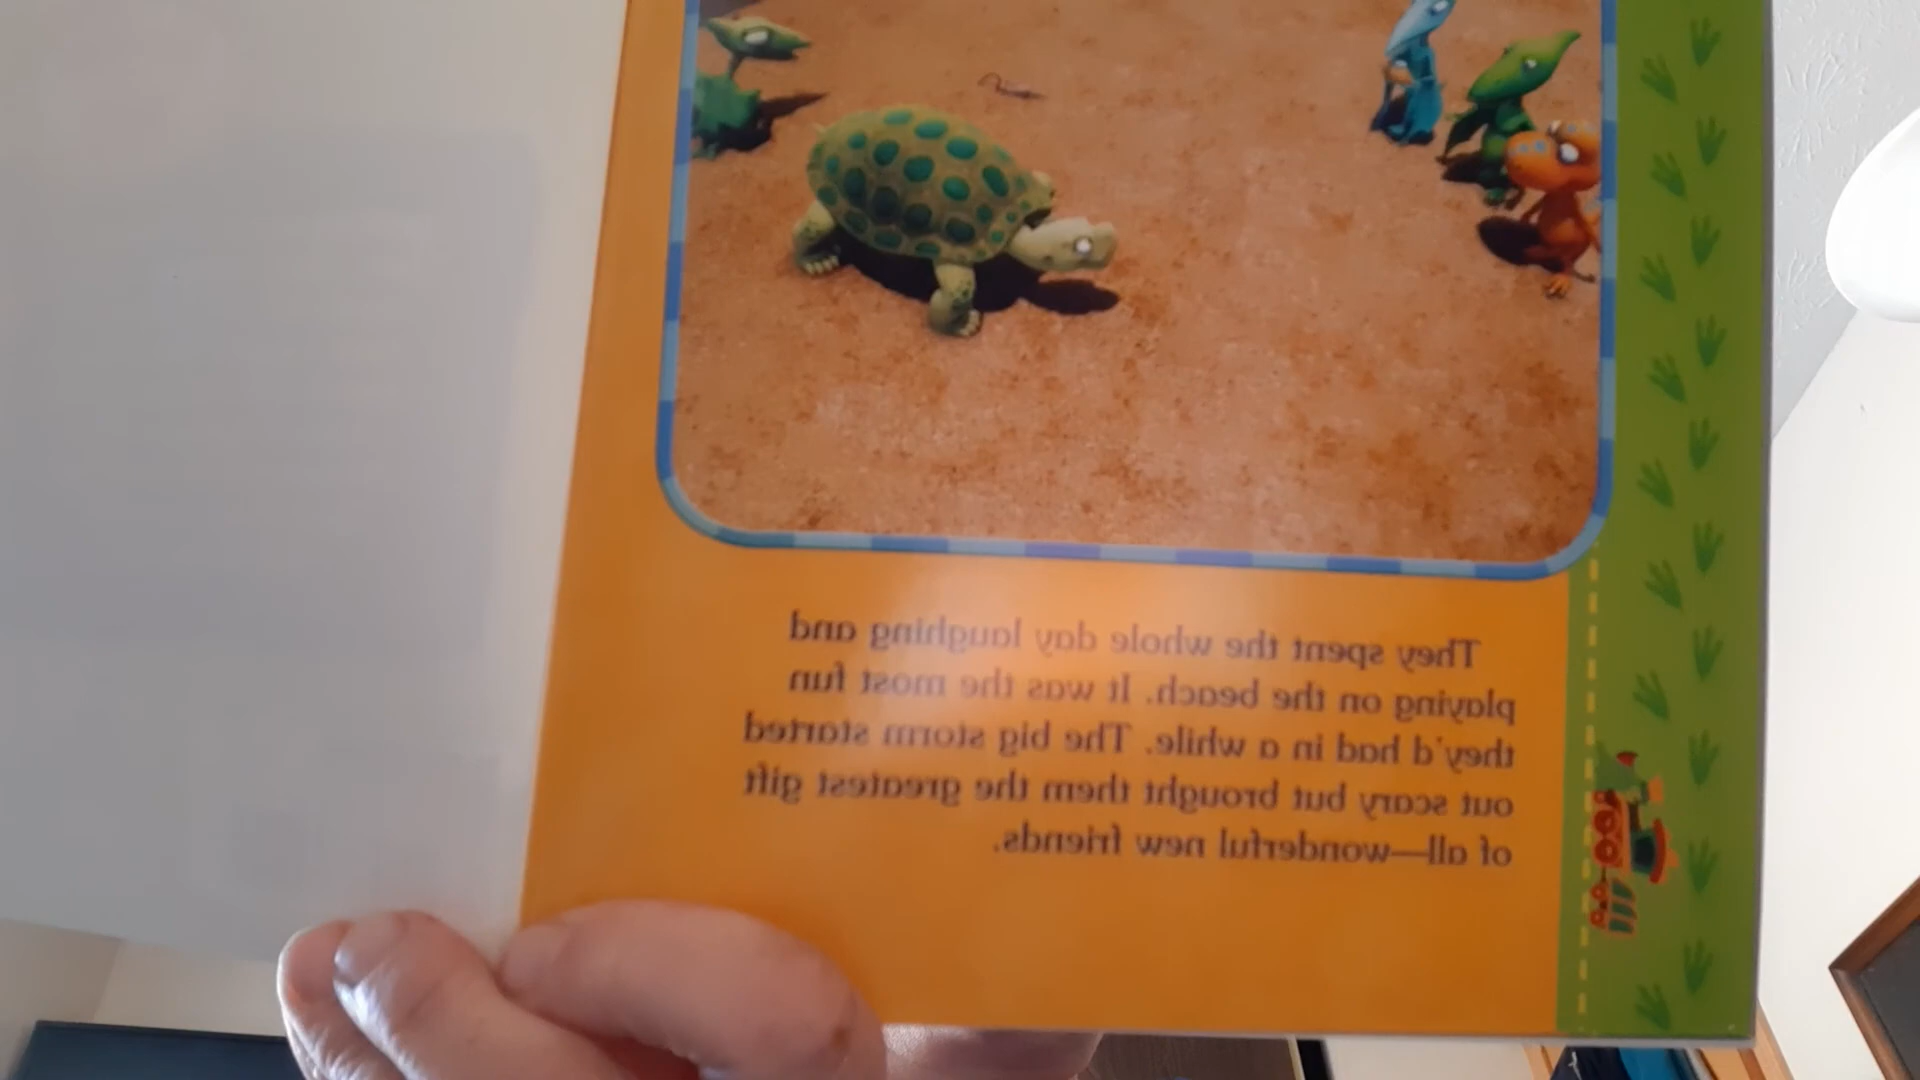 They spent the whole day laughing and
playing on the beach. It was the most fun
they'd had in a while. The big storm started
out scary but brought them the greatest gift
of all—wonderful new friends.